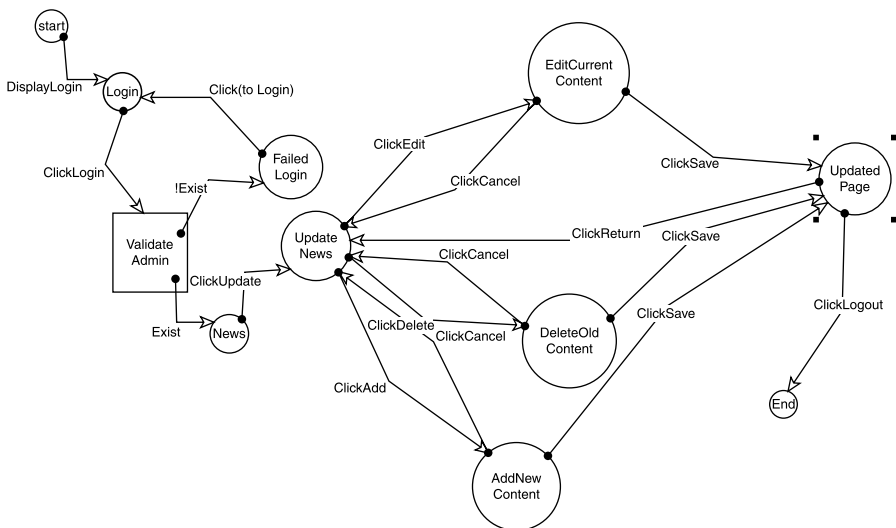 start
DisplayLogin
Login
Click(to Login)
ClickLogin
Failed
Login
!Exist
Validate
Admin
ClickUpdate
Exist
News
Update
News
ClickEdit
ClickCancel
EditCurrent
Content
ClickSave
Updated
Page
ClickReturn
ClickSave
ClickCancel
ClickDelete
ClickCancel
DeleteOld
Content
ClickSave
ClickLogout
ClickAdd
End
AddNew
Content